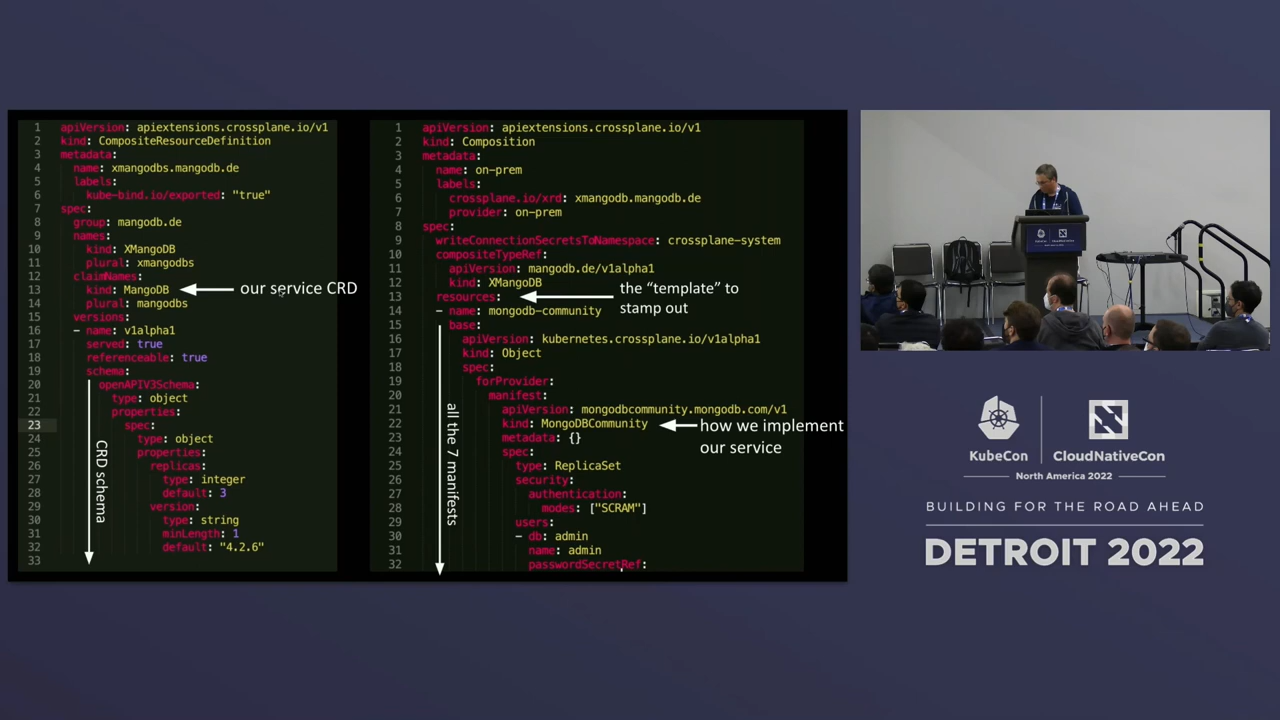 1 apiVersion: apiextensions.crossplane.io/v1
2 kind: CompositeResourceDefinition
3 metadata:
4 name: xmangodbs.mangodb.de
5 labels:
6 kube-bind.io/exported: "true"
7 spec:
8 group: mangodb.de
9 names:
10 kind: XMangoDB
11 plural: xmangodbs
12 claimNames:
13 kind: MangoDB
14 plural: mangodbs
15 versions:
16 - name: v1alpha1
17 served: true
18 referenceable: true
19 schema:
20 openAPIV3Schema:
21 type: object
22 properties:
23 spec:
24 type: object
25 properties:
26 replicas:
27 type: integer
28 default: 3
29 version:
30 type: string
31 minLength: 1
32 default: "4.2.6"
33
our service CRD
CRD schema
1 apiVersion: apiextensions.crossplane.io/v1
2 kind: Composition
3 metadata:
4 name: on-prem
5 labels:
6 crossplane.io/xrd: xmangodb.mangodb.de
7 provider: on-prem
8 spec:
9 writeConnectionSecretsToNamespace: crossplane-system
10 compositeTypeRef:
11 apiVersion: mangodb.de/v1alpha1
12 kind: XMangoDB
13 resources:
14 - name: mongodb-community
15 base:
16 apiVersion: kubernetes.crossplane.io/v1alpha1
17 kind: Object
18 spec:
19 forProvider:
20 manifest:
21 apiVersion: mongodbcommunity.mongodb.com/v1
22 kind: MongoDBCommunity
23 metadata: {}
24 spec:
25 type: ReplicaSet
26 security:
27 authentication:
28 modes: ["SCRAM"]
29 users:
30 - db: admin
31 name: admin
32 passwordSecretRef:
the "template" to
stamp out
how we implement
our service
all the 7 manifests
KubeCon
CloudNativeCon
North America 2022
BUILDING FOR THE ROAD AHEAD
DETROIT 2022